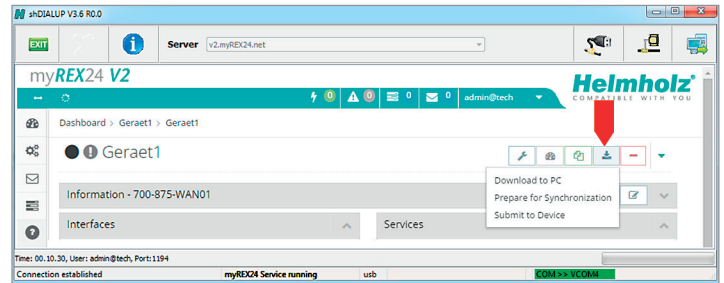 shDIALUP V3.6 R0.0
EXIT
Server v2.myREX24.net
myREX24 V2
Helmholz
COMPATIBLE WITH YOU
0 0 0 0 admin@tech
Dashboard > Geraet1 > Geraet1
Geraet1
Download to PC
Prepare for Synchronization
Submit to Device
Information - 700-875-WAN01
Interfaces Services
Time: 00.10.30, User: admin@tech, Port:1194
Connection established myREX24 Service running usb COM >> VCOM4